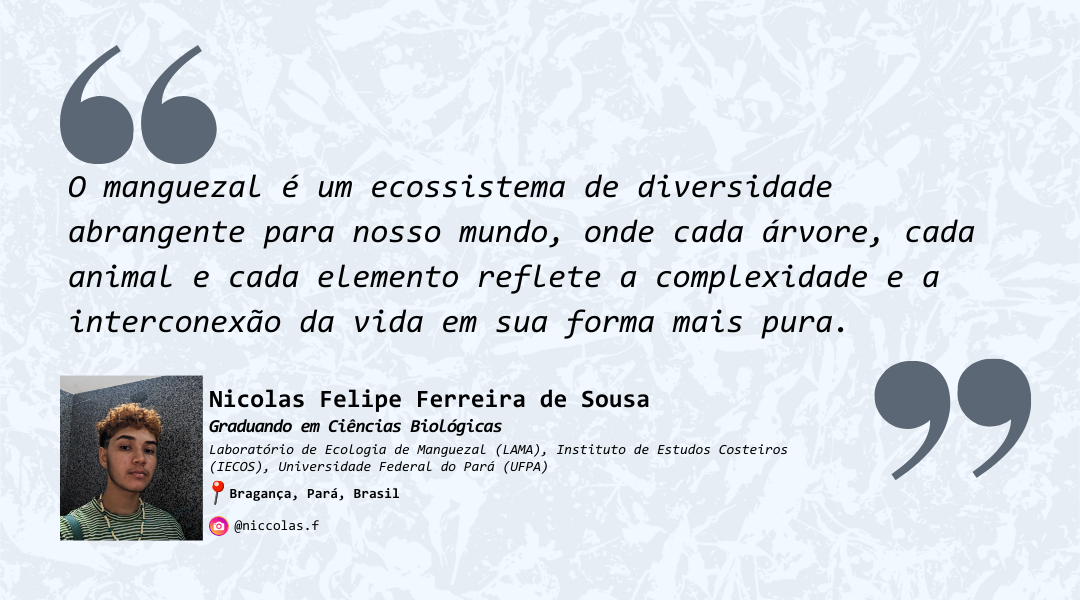 “
O manguezal é um ecossistema de diversidade
abrangente para nosso mundo, onde cada árvore, cada
animal e cada elemento reflete a complexidade e a
interconexão da vida em sua forma mais pura.
”
Nicolas Felipe Ferreira de Sousa
Graduando em Ciências Biológicas
Laboratório de Ecologia de Manguezal (LAMA), Instituto de Estudos Costeiros
(IECOS), Universidade Federal do Pará (UFPA)
Bragança, Pará, Brasil
@niccolas.f